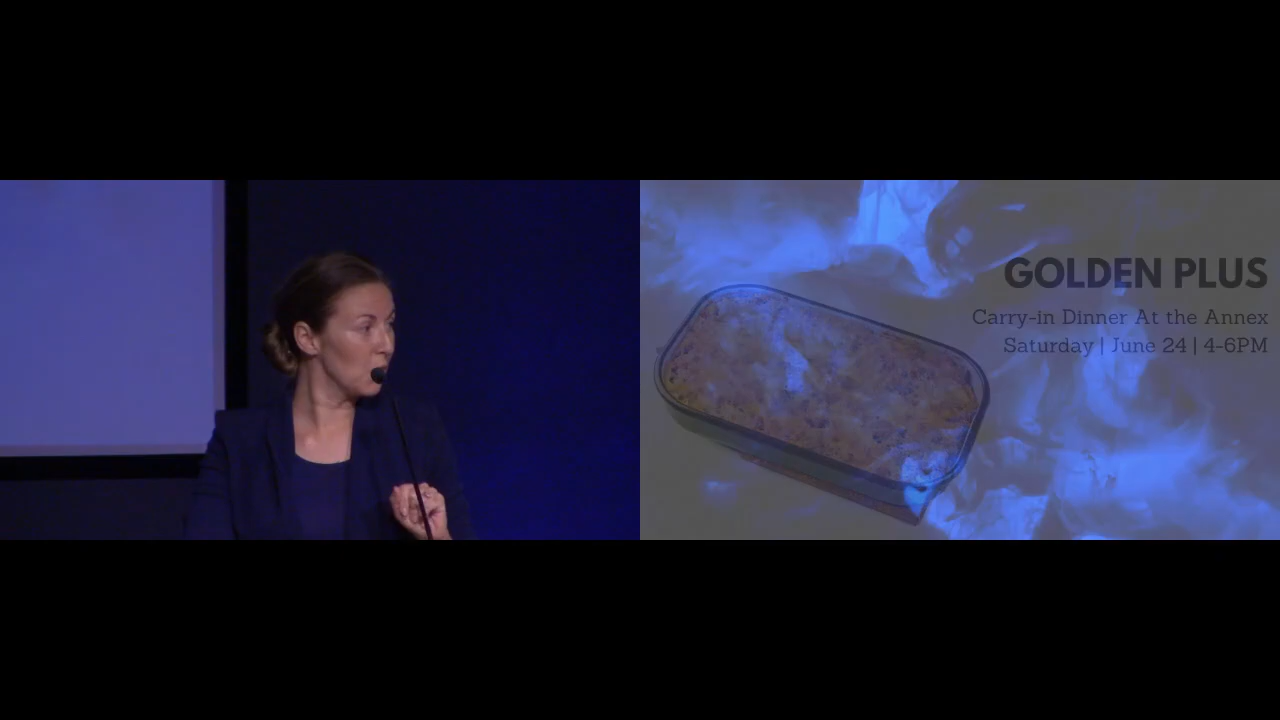 GOLDEN PLUS
Carry-in Dinner At the Annex
Saturday | June 24 | 4-6PM